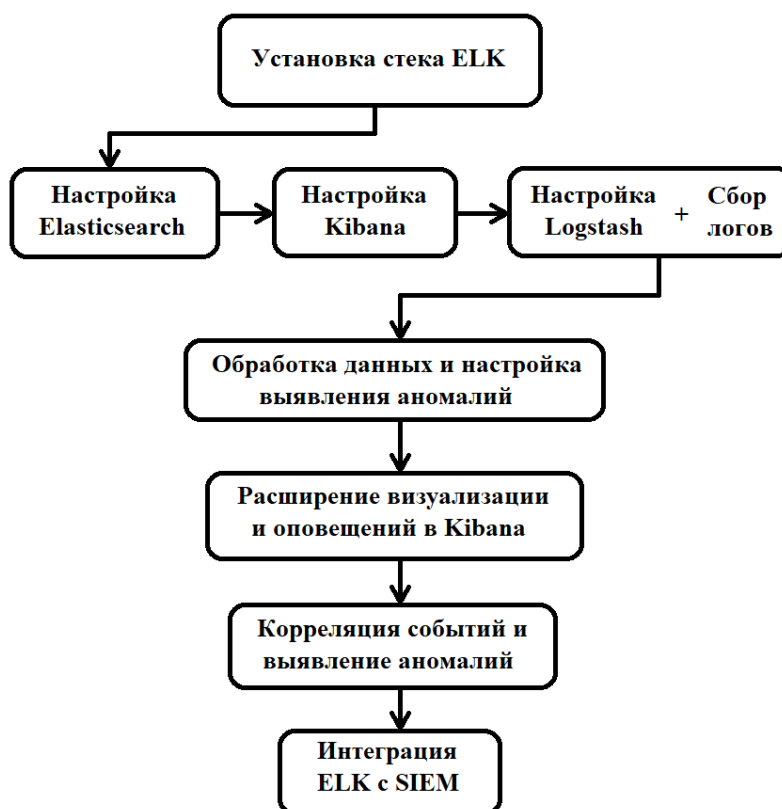 Установка стека ELK
Настройка
Elasticsearch
Настройка
Kibana
Настройка
Logstash
+
Сбор
логов
Обработка данных и настройка
выявления аномалий
Расширение визуализации
и оповещений в Kibana
Корреляция событий и
выявление аномалий
Интеграция
ELK с SIEM